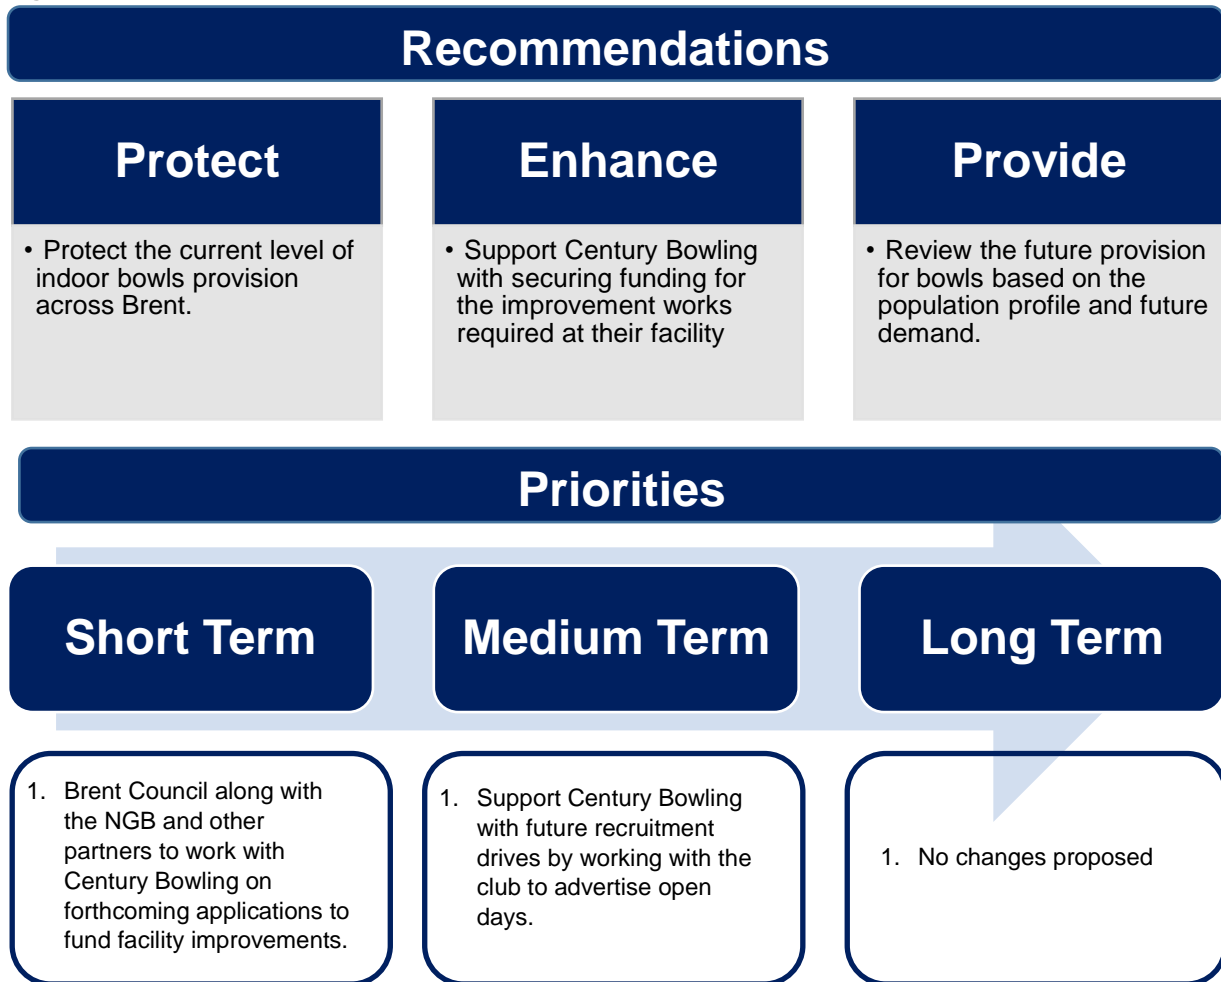 Recommendations
Protect
• Protect the current level of
indoor bowls provision
across Brent.
Enhance
• Support Century Bowling
with securing funding for
the improvement works
required at their facility
Provide
• Review the future provision
for bowls based on the
population profile and future
demand.
Priorities
Short Term
Medium Term
Long Term
1. Brent Council along with
the NGB and other
partners to work with
Century Bowling on
forthcoming applications to
fund facility improvements.
1. Support Century Bowling
with future recruitment
drives by working with the
club to advertise open
days.
1. No changes proposed